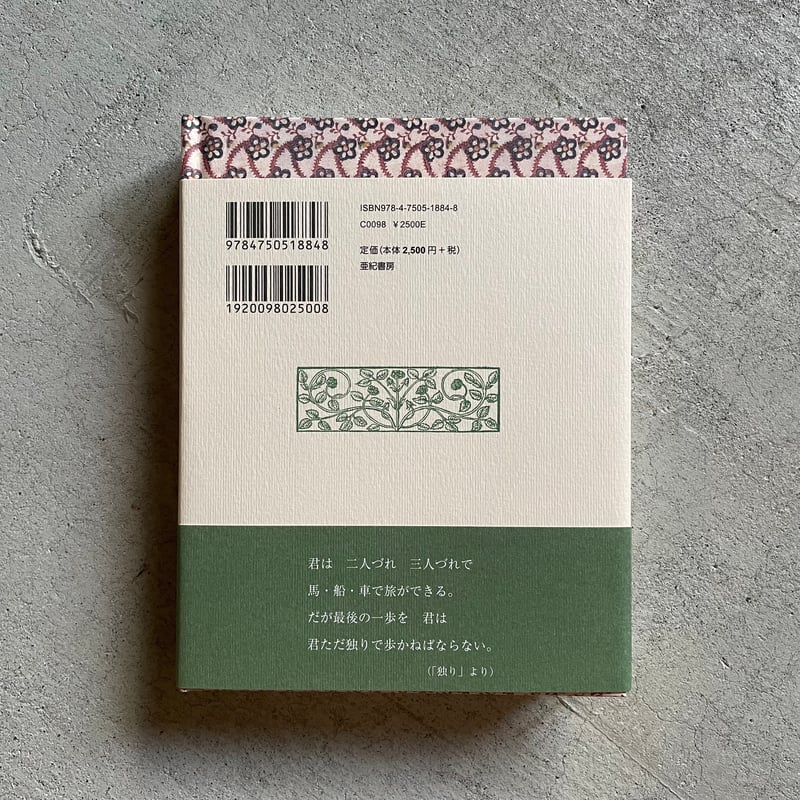 ISBN978-4-7505-1884-8
C0098 ¥2500E
9784750518848
定価(本体2,500円+税)
亜紀書房
1920098025008
君は　二人づれ　三人づれで
馬・船・車で旅ができる。
だが最後の一歩を　君は
君ただ独りで歩かねばならない。
(「独り」より)